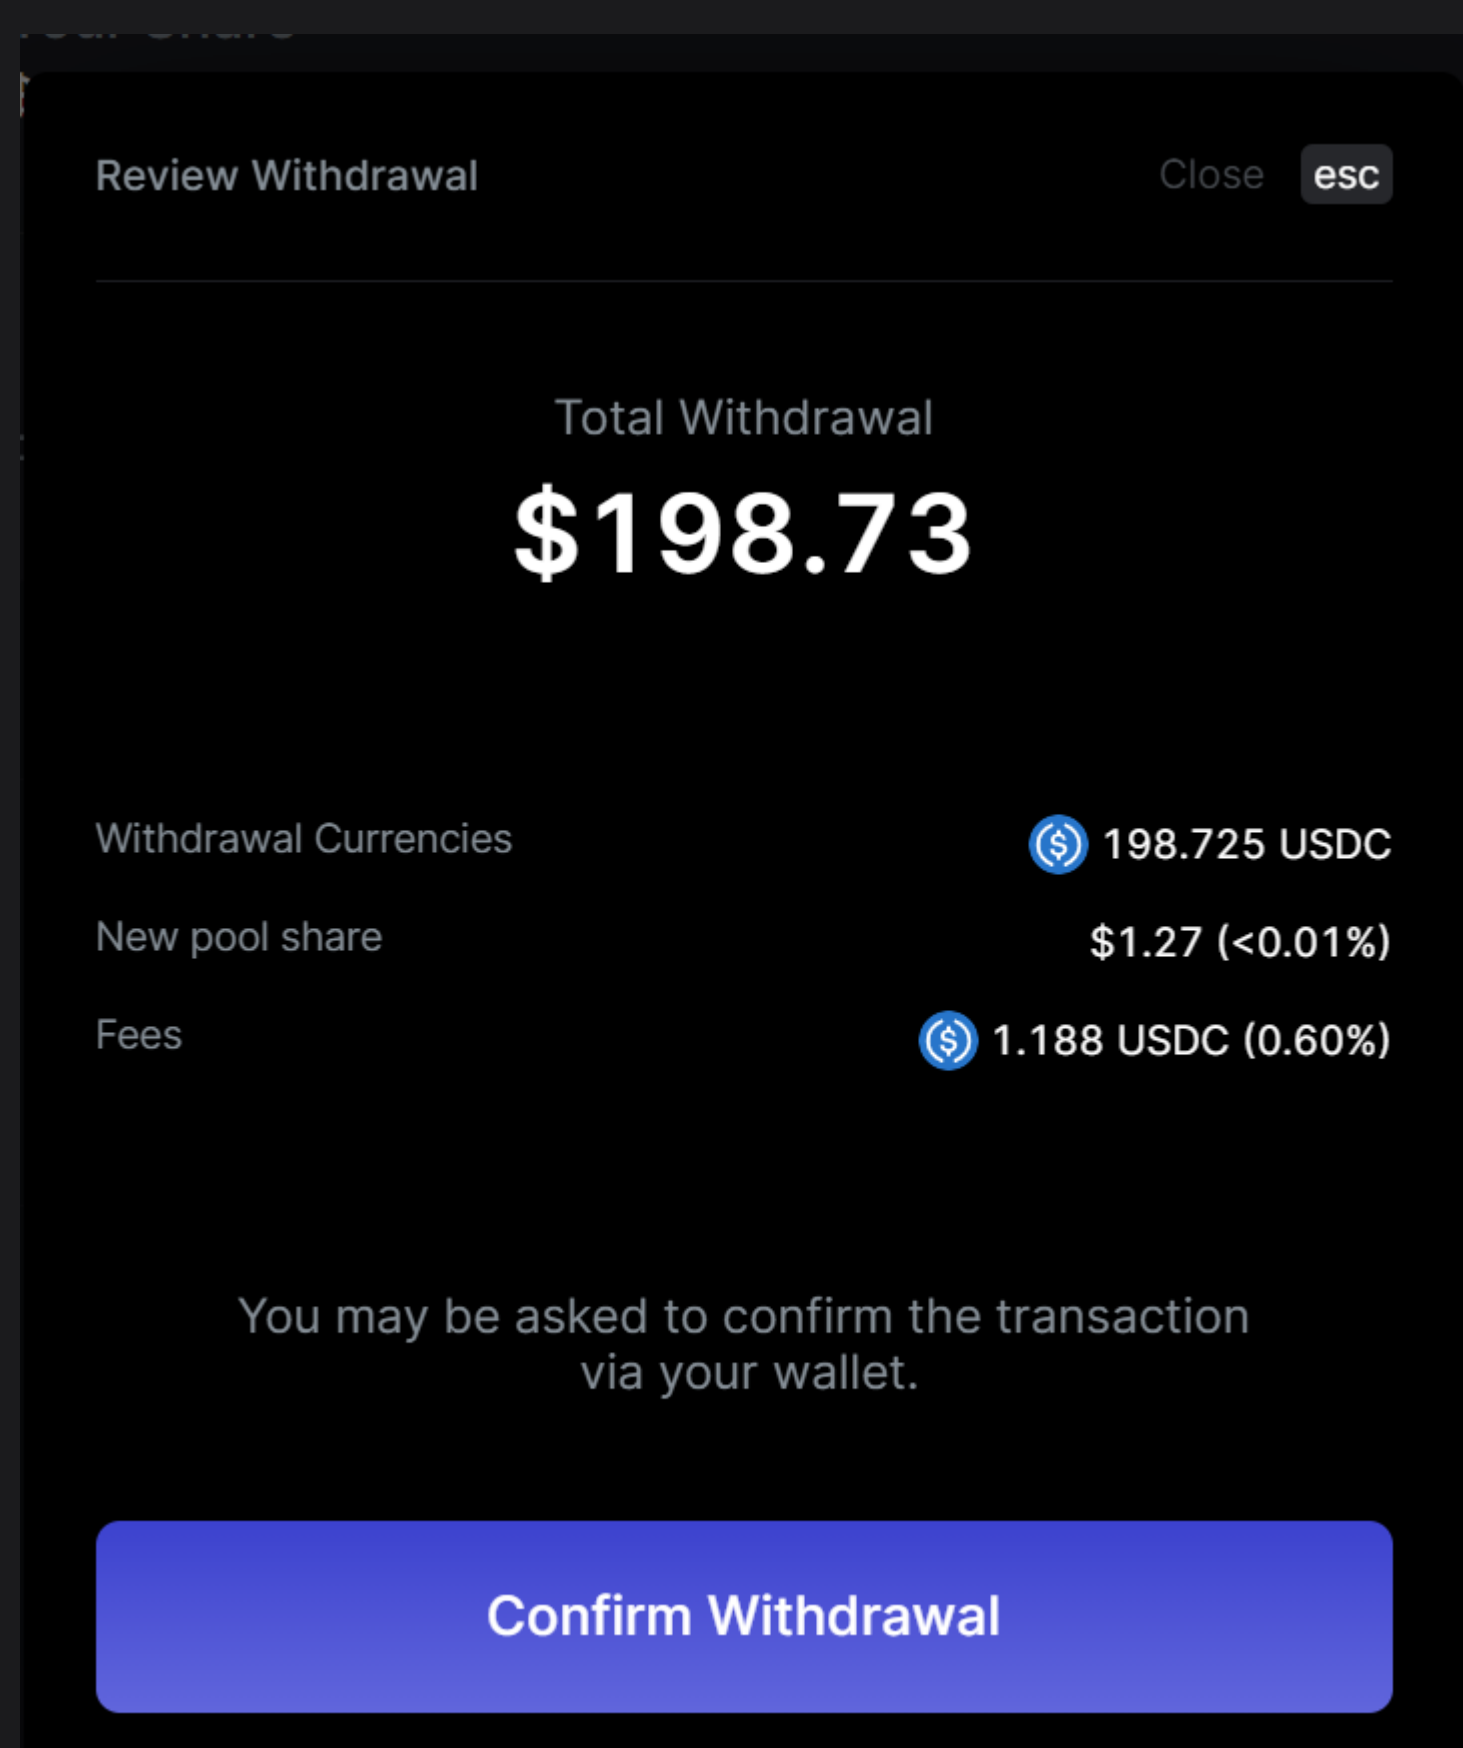 Review Withdrawal
Close esc
Total Withdrawal
$198.73
Withdrawal Currencies
198.725 USDC
New pool share
$1.27 (<0.01%)
Fees
1.188 USDC (0.60%)
You may be asked to confirm the transaction
via your wallet.
Confirm Withdrawal